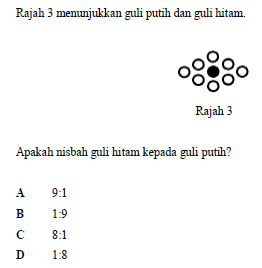 Rajah 3 menunjukkan guli putih dan guli hitam.
Rajah 3
Apakah nisbah guli hitam kepada guli putih?
A 9:1
B 1:9
C 8:1
D 1:8